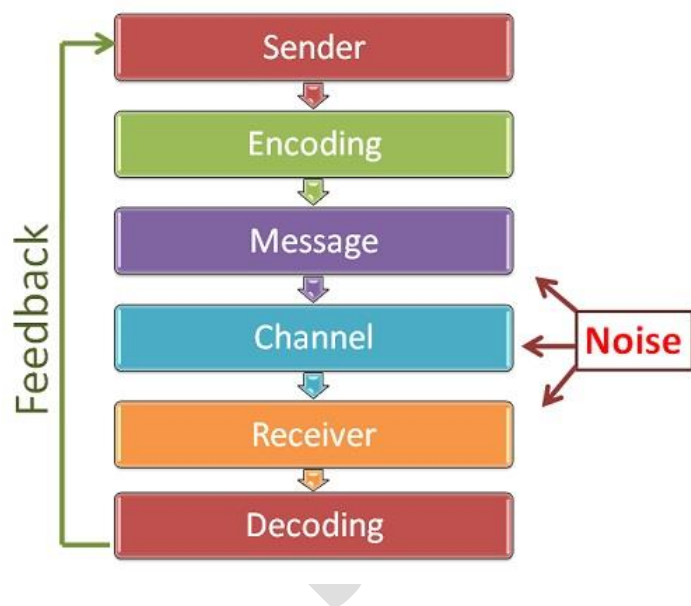 Sender
Encoding
Message
Channel
Receiver
Decoding
Feedback
Noise